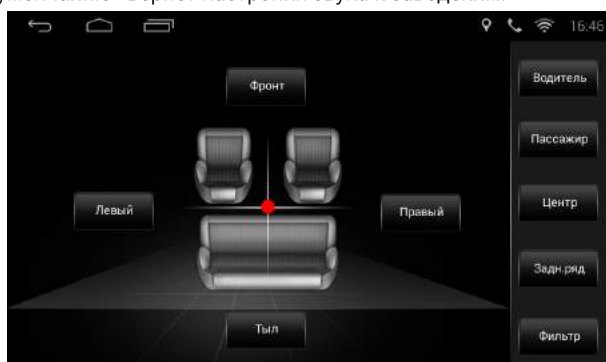 16:46
Фронт
Водитель
Пассажир
Левый
Правый
Центр
Задн.ряд
Тыл
Фильтр